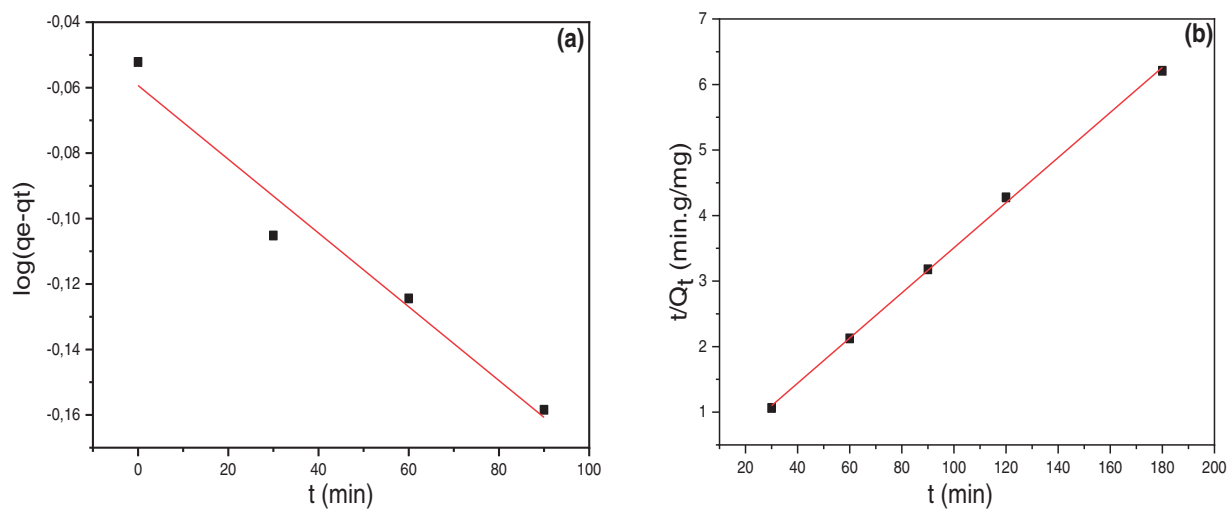 (a)
log(qe-qt)
-0,04
-0,06
-0,08
-0,10
-0,12
-0,14
-0,16
0 20 40 60 80 100
t (min)
(b)
t/Qt (min.g/mg)
7
6
5
4
3
2
1
20 40 60 80 100 120 140 160 180 200
t (min)